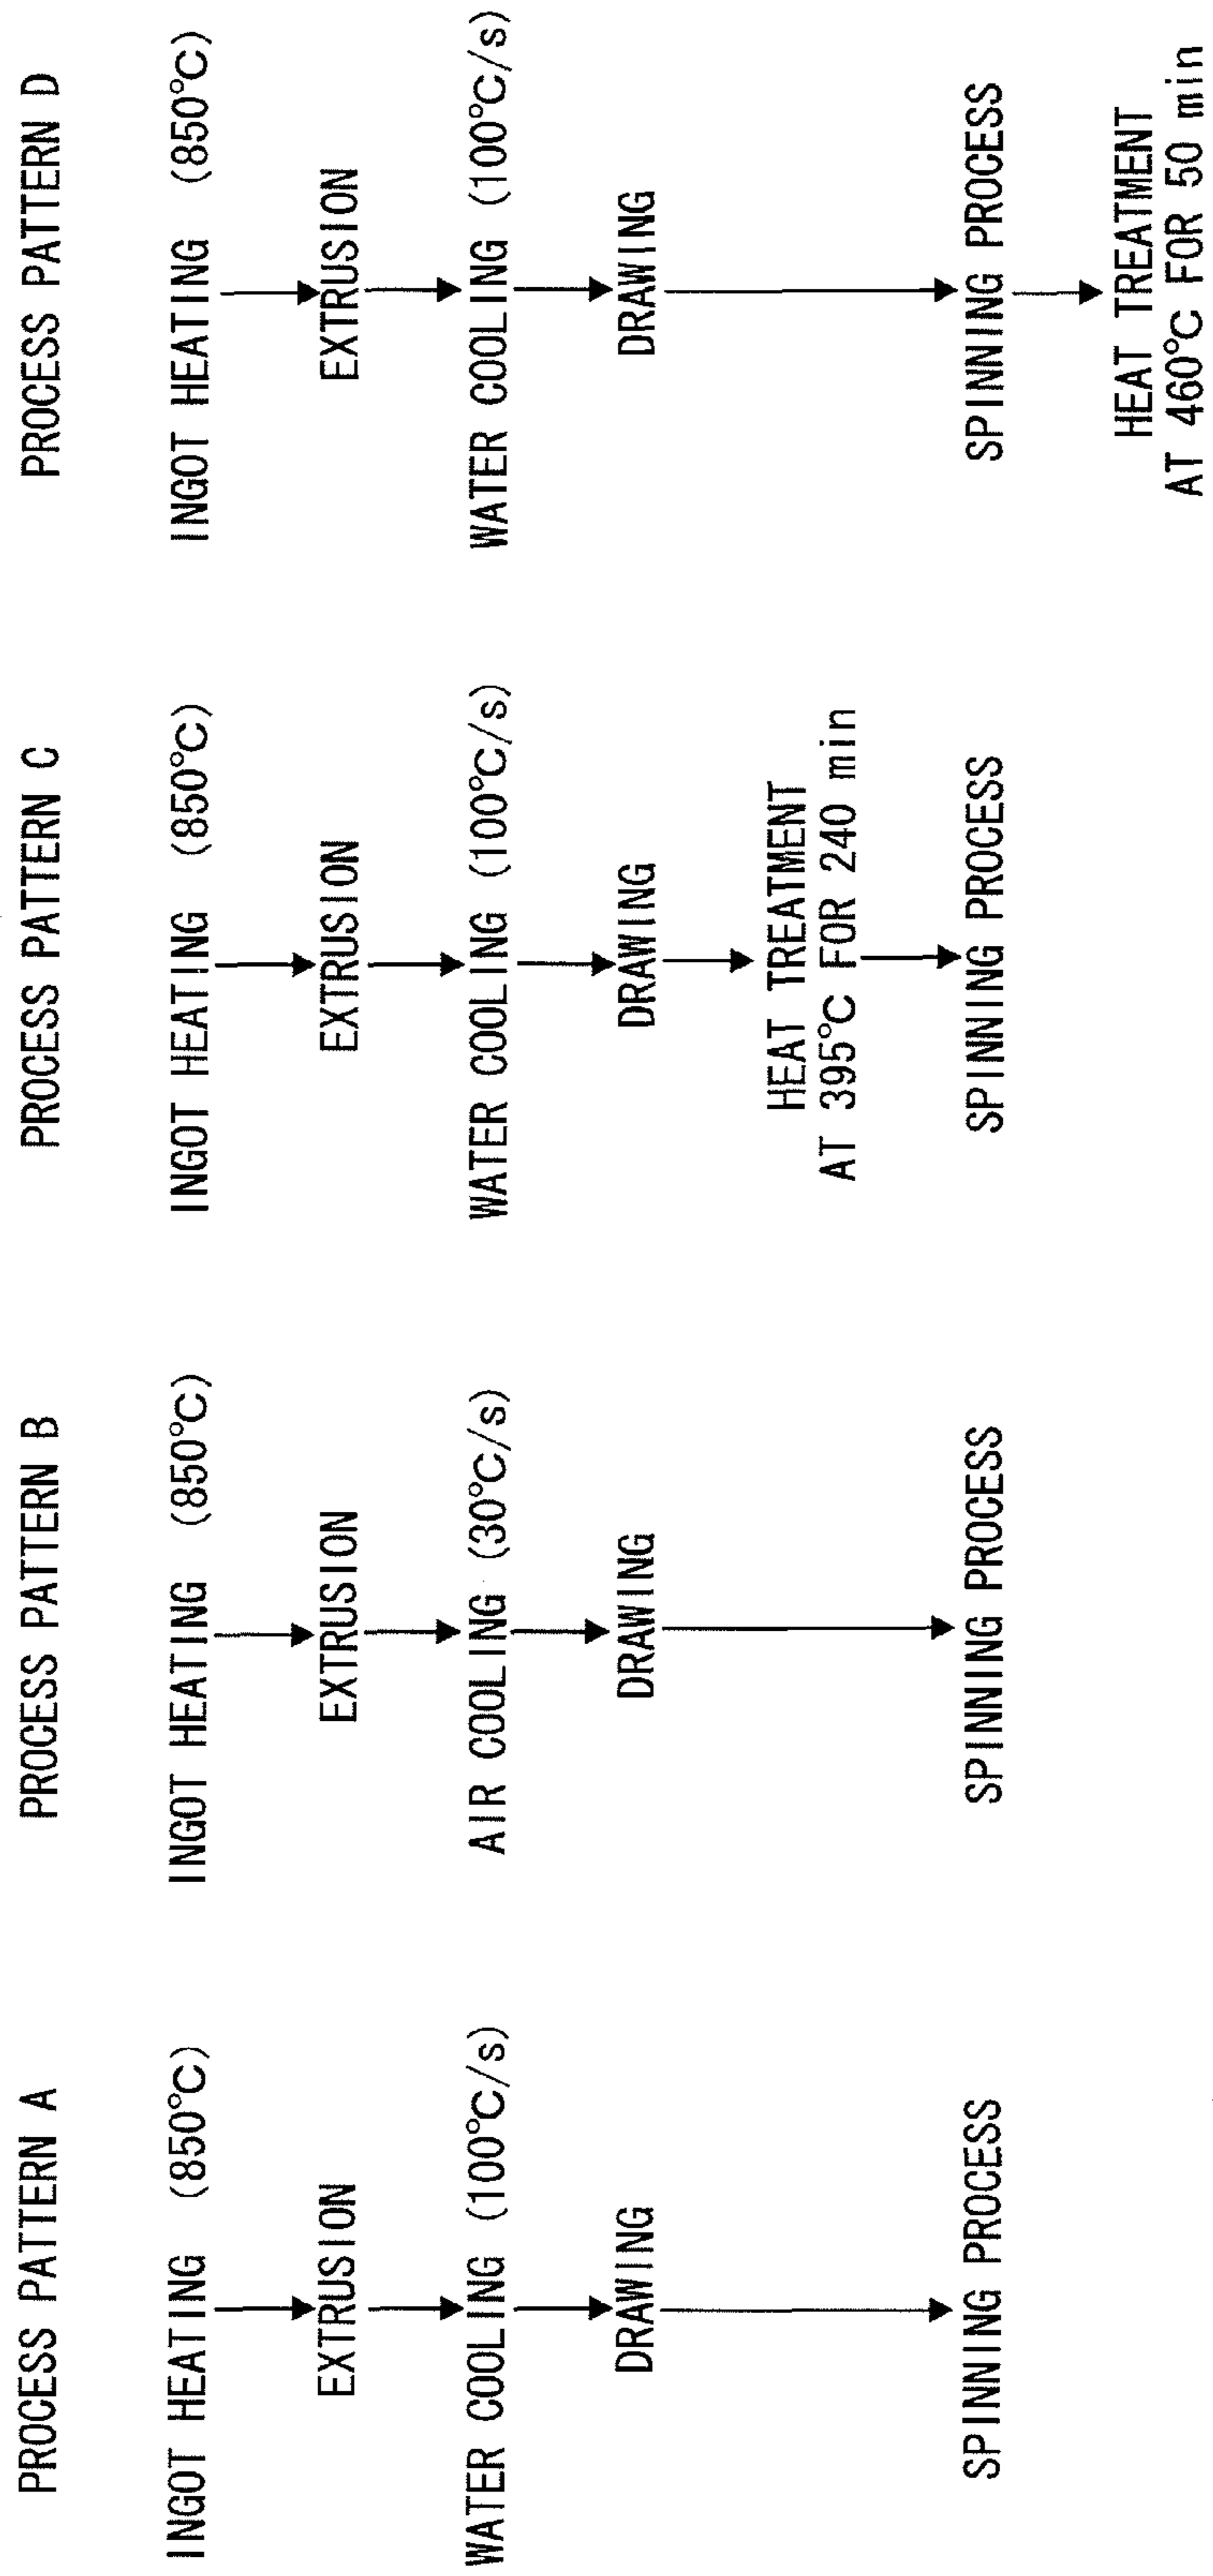 PROCESS PATTERN A
INGOT HEATING (850℃)
EXTRUSION
WATER COOLING (100℃/s)
DRAWING
SPINNING PROCESS
PROCESS PATTERN B
INGOT HEATING (850℃)
EXTRUSION
AIR COOLING (30℃/s)
DRAWING
SPINNING PROCESS
PROCESS PATTERN C
INGOT HEATING (850℃)
EXTRUSION
WATER COOLING (100℃/s)
DRAWING
HEAT TREATMENT
AT 395℃ FOR 240 min
SPINNING PROCESS
PROCESS PATTERN D
INGOT HEATING (850℃)
EXTRUSION
WATER COOLING (100℃/s)
DRAWING
SPINNING PROCESS
HEAT TREATMENT
AT 460℃ FOR 50 min